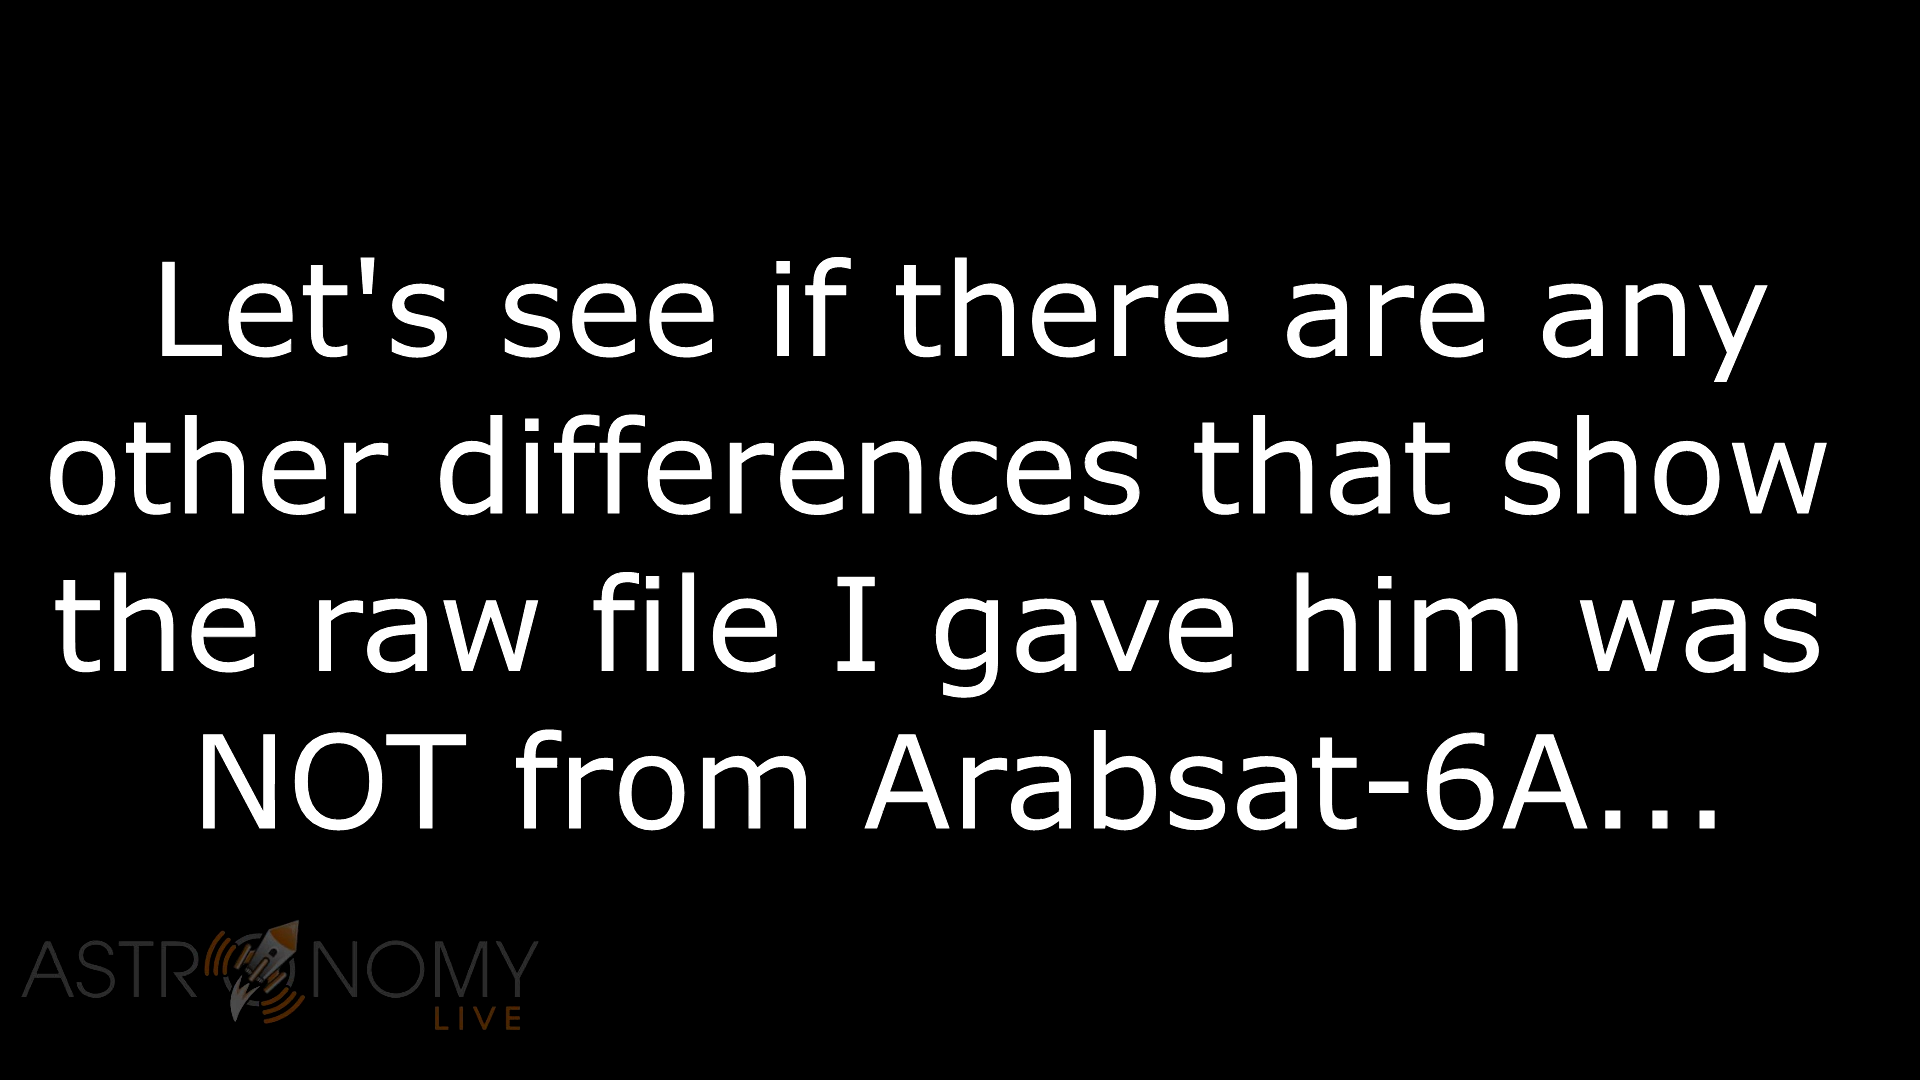 Let's see if there are any
other differences that show
the raw file I gave him was
NOT from Arabsat-6A...
ASTRONOMY
LIVE